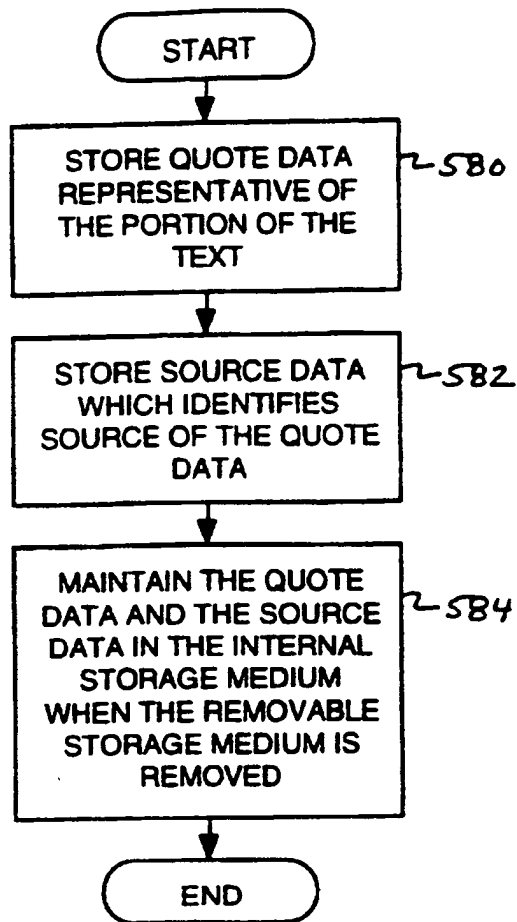 START
STORE QUOTE DATA
REPRESENTATIVE OF
THE PORTION OF THE
TEXT
580
STORE SOURCE DATA
WHICH IDENTIFIES
SOURCE OF THE QUOTE
DATA
582
MAINTAIN THE QUOTE
DATA AND THE SOURCE
DATA IN THE INTERNAL
STORAGE MEDIUM
WHEN THE REMOVABLE
STORAGE MEDIUM IS
REMOVED
584
END